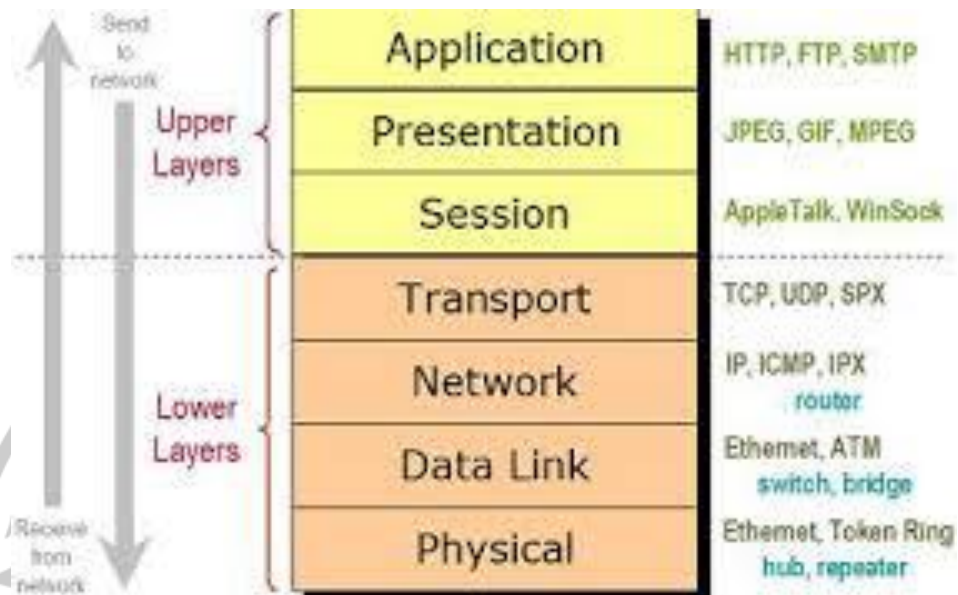 Send
to
network
Upper
Layers
Application
HTTP, FTP, SMTP
Presentation
JPEG, GIF, MPEG
Session
AppleTalk, WinSock
Lower
Layers
Transport
TCP, UDP, SPX
Network
IP, ICMP, IPX
router
Data Link
Ethernet, ATM
switch, bridge
Physical
Ethernet, Token Ring
hub, repeater
Receive
from
network